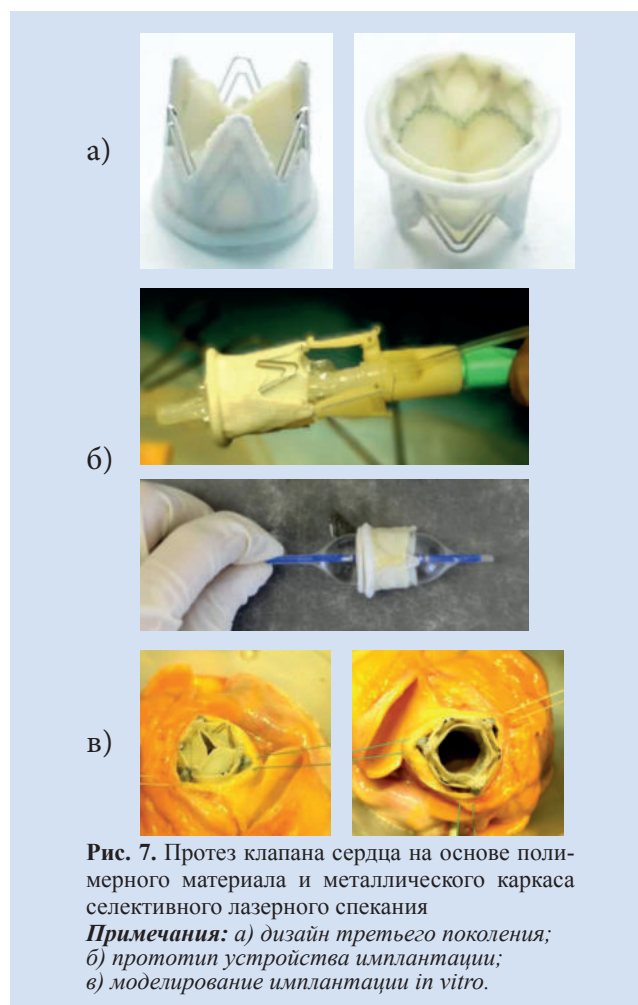 а)
б)
в)
Рис. 7. Протез клапана сердца на основе поли-
мерного материала и металлического каркаса
селективного лазерного спекания
Примечания: а) дизайн третьего поколения;
б) прототип устройства имплантации;
в) моделирование имплантации in vitro.